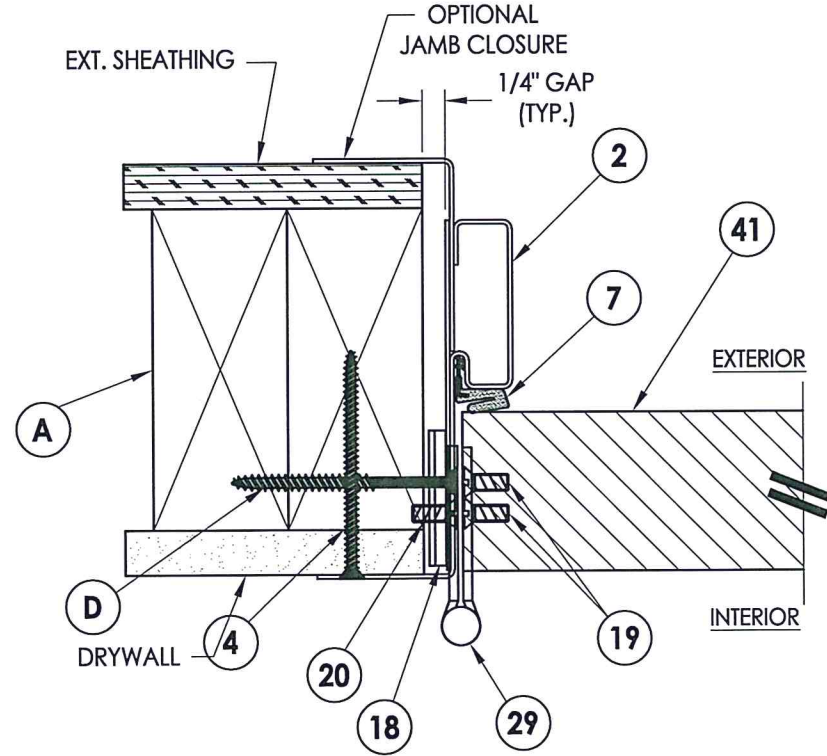 OPTIONAL
JAMB CLOSURE
EXT. SHEATHING
1/4" GAP
(TYP.)
2
41
7
EXTERIOR
A
D
4
DRYWALL
20
18
29
19
INTERIOR